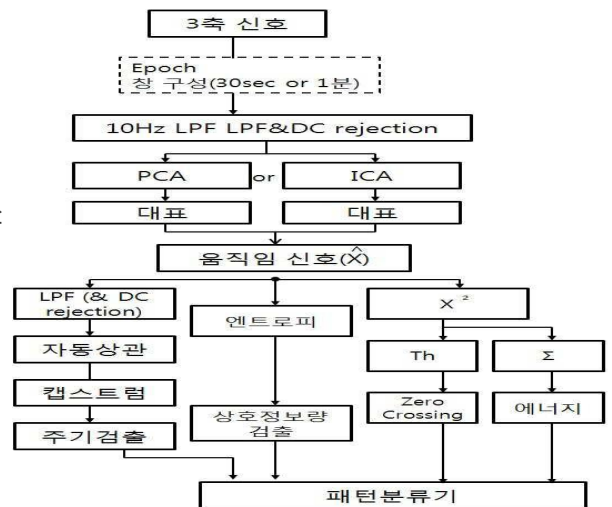 3축 신호
Epoch
창 구성(30sec or 1분)
10Hz LPF LPF&DC rejection
PCA or ICA
대표 대표
움직임 신호(X̂)
LPF (& DC
rejection)
엔트로피
X ²
자동상관
Th
Σ
캡스트럼
Zero
Crossing
에너지
상호정보량
검출
주기검출
패턴분류기